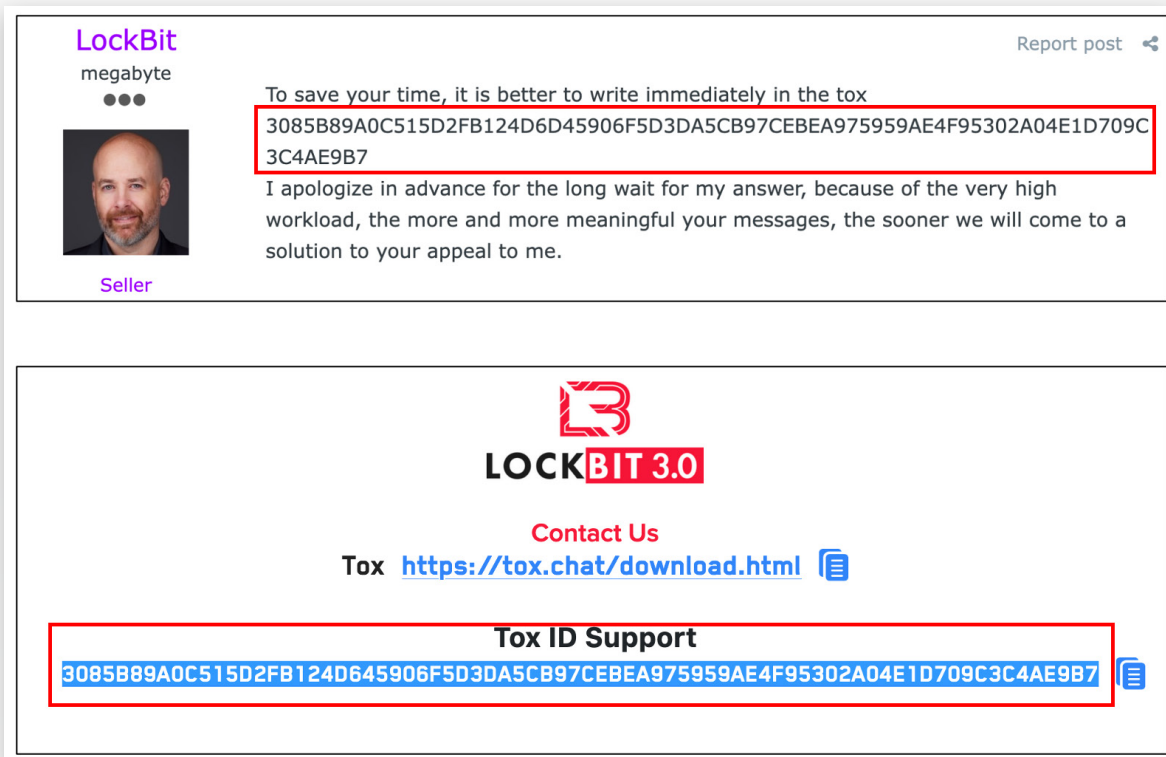 LockBit
megabyte
Report post
To save your time, it is better to write immediately in the tox
3085B89A0C515D2FB124D6D45906F5D3DA5CB97CEBEA975959AE4F95302A04E1D709C
3C4AE9B7
I apologize in advance for the long wait for my answer, because of the very high
workload, the more and more meaningful your messages, the sooner we will come to a
solution to your appeal to me.
Seller
LOCKBIT 3.0
Contact Us
Tox https://tox.chat/download.html
Tox ID Support
3085B89A0C515D2FB124D645906F5D3DA5CB97CEBEA975959AE4F95302A04E1D709C3C4AE9B7